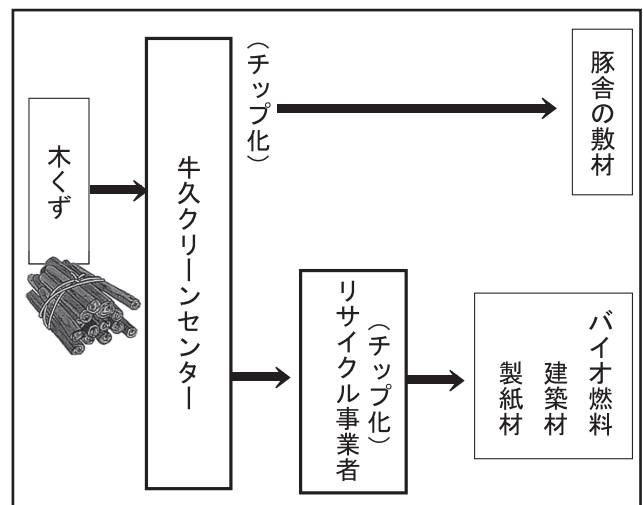 木くず
牛久クリーンセンター
（チップ化）
豚舎の敷材
リサイクル事業者
（チップ化）
バイオ燃料
建築材
製紙材